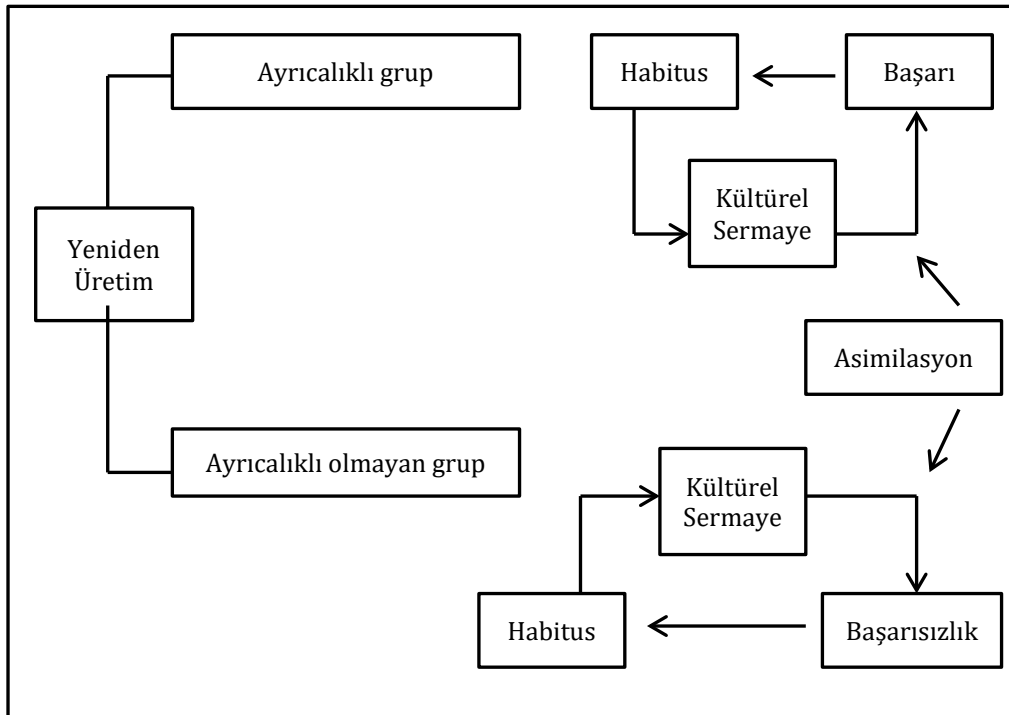 Ayrıcalıklı grup
Habitus
Başarı
Kültürel
Sermaye
Yeniden
Üretim
Asimilasyon
Ayrıcalıklı olmayan grup
Kültürel
Sermaye
Habitus
Başarısızlık